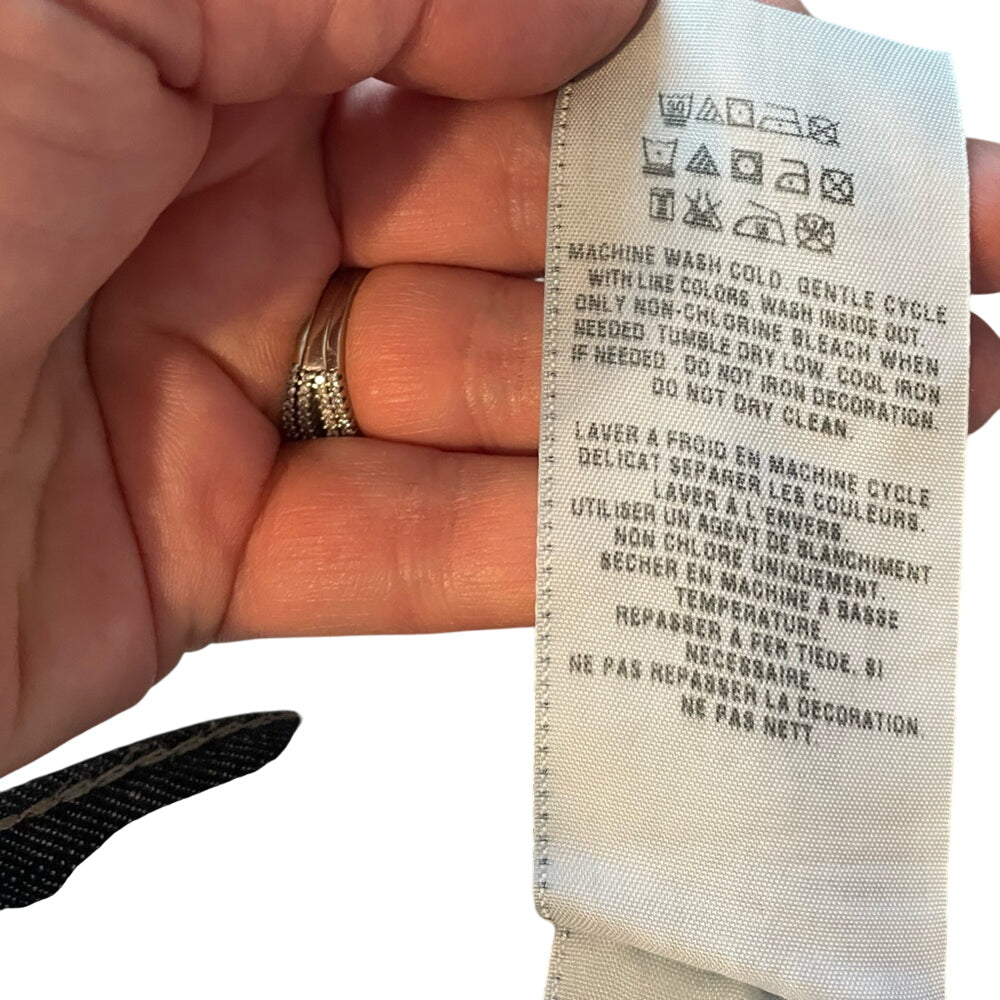 MACHINE WASH COLD, GENTLE CYCLE
WITH LIKE COLORS. WASH INSIDE OUT.
ONLY NON-CHLORINE BLEACH WHEN
NEEDED. TUMBLE DRY LOW. COOL IRON
IF NEEDED. DO NOT IRON DECORATION.
DO NOT DRY CLEAN
LAVER A FROID EN MACHINE CYCLE
DELICAT SEPARER LES COULEURS.
LAVER À L'ENVERS.
UTILISER UN AGENT DE BLANCHIMENT
NON CHLORE UNIQUEMENT.
SECHER EN MACHINE A BASSE
TEMPERATURE.
REPASSER À FER TIEDE, SI
NECESSAIRE.
NE PAS REPASSER LA DECORATION
NE PAS NETT.